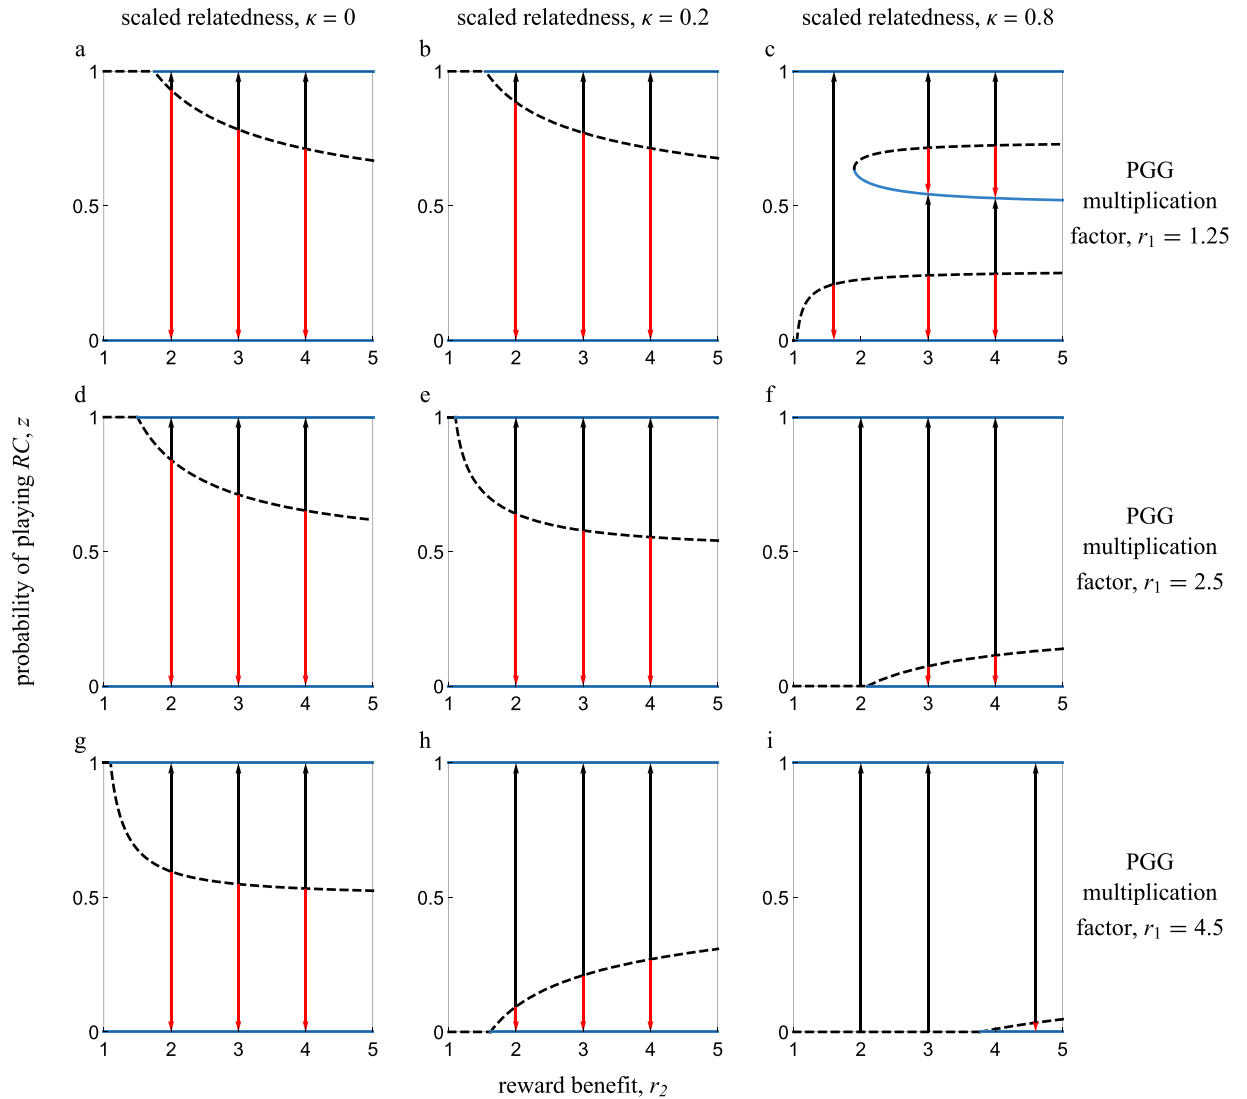 scaled relatedness, κ = 0
scaled relatedness, κ = 0.2
scaled relatedness, κ = 0.8
a
b
c
1
0.5
0
1 2 3 4 5
1
0.5
0
1 2 3 4 5
1
0.5
0
1 2 3 4 5
PGG
multiplication
factor, r₁ = 1.25
probability of playing RC, z
d
e
f
1
0.5
0
1 2 3 4 5
1
0.5
0
1 2 3 4 5
1
0.5
0
1 2 3 4 5
PGG
multiplication
factor, r₁ = 2.5
g
h
i
1
0.5
0
1 2 3 4 5
1
0.5
0
1 2 3 4 5
1
0.5
0
1 2 3 4 5
PGG
multiplication
factor, r₁ = 4.5
reward benefit, r₂